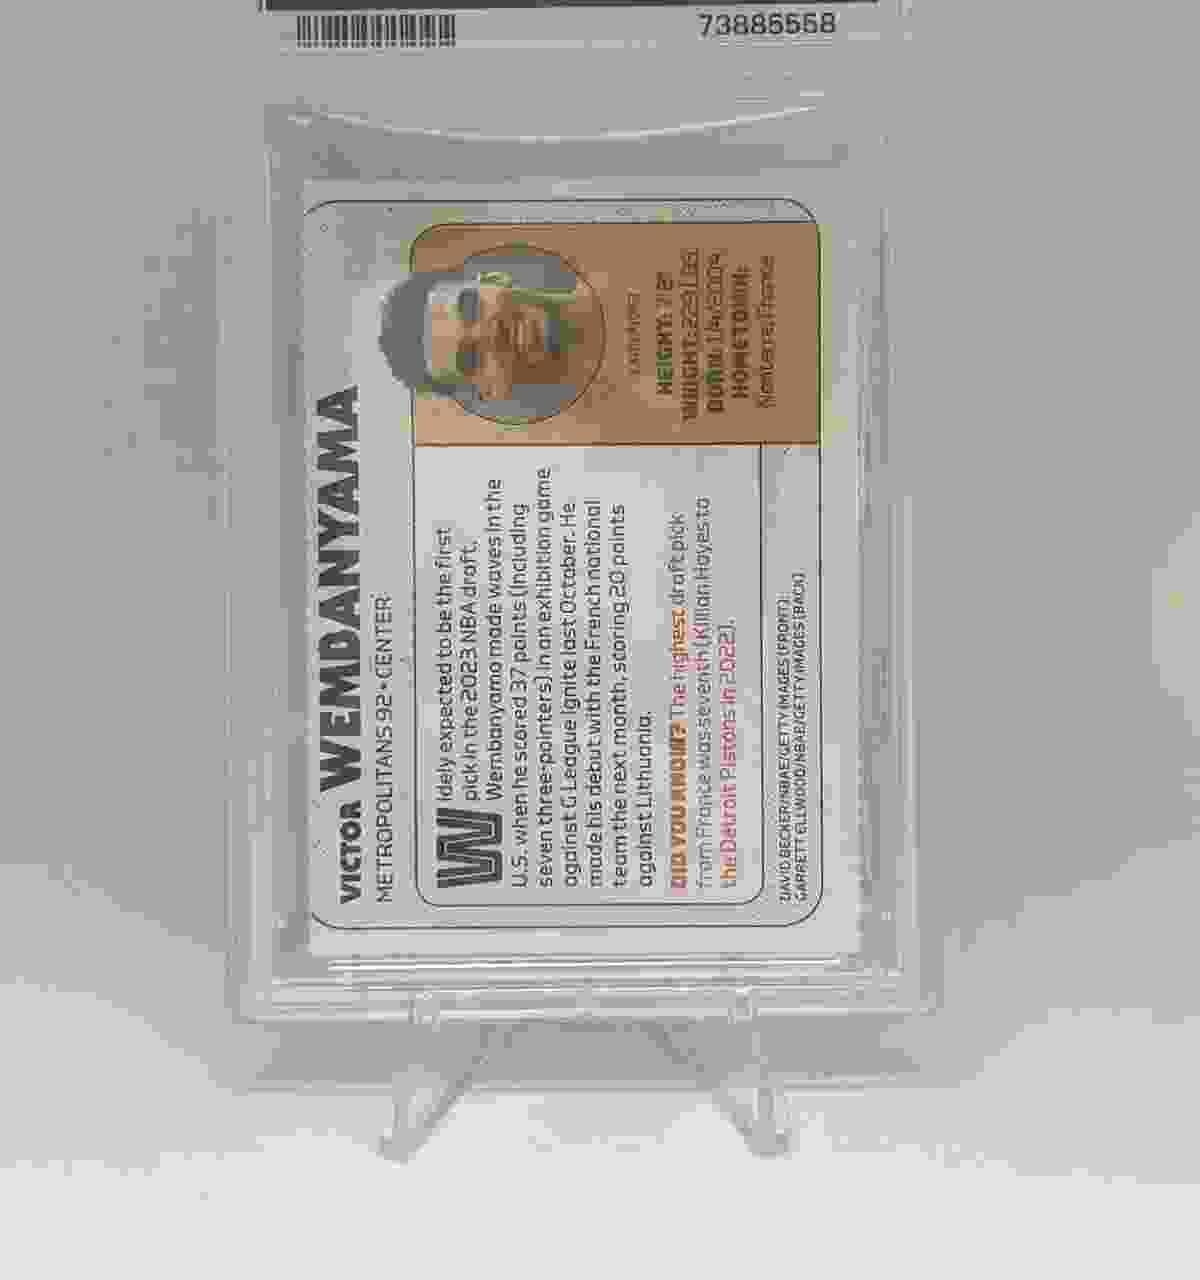 73885558
VICTOR WEMBANYAMA
METROPOLITANS 92 • CENTER
Widely expected to be the first
pick in the 2023 NBA draft,
Wembanyama made waves in the
U.S. when he scored 37 points (including
seven three-pointers) in an exhibition game
against G League Ignite last October. He
made his debut with the French national
team the next month, scoring 20 points
against Lithuania.
DID YOU KNOW? The highest draft pick
from France was seventh (Killian Hayes to
the Detroit Pistons in 2022).
DAVID BECKER/NBAE/GETTY IMAGES (FRONT);
GARRETT ELLWOOD/NBAE/GETTY IMAGES (BACK)
HEIGHT: 7'2"
WEIGHT: 229 LBS
BORN: 1/4/2004
HOMETOWN:
Nanterre, France